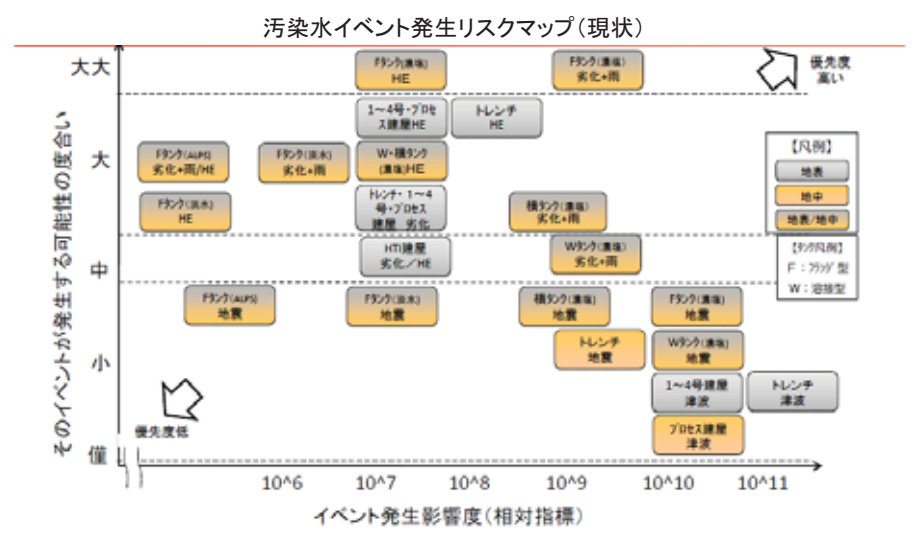 汚染水イベント発生リスクマップ（現状）
そのイベントが発生する可能性の度合い
大大
Fタンク(濃塩)
HE
Fタンク(濃塩)
劣化+雨
優先度
高い
大
1～4号・プロセ
ス建屋HE
トレンチ
HE
Fタンク(ALPS)
劣化+雨/HE
Fタンク(淡水)
劣化+雨
W・横タンク
(濃塩)HE
Fタンク(淡水)
HE
トレンチ・1～4
号・プロセス
建屋 劣化
横タンク(濃塩)
劣化+雨
【凡例】
地表
地中
地表/地中
中
HTI建屋
劣化／HE
Wタンク(濃塩)
劣化+雨
【タンク凡例】
F：フランジ型
W：溶接型
小
Fタンク(ALPS)
地震
Fタンク(淡水)
地震
横タンク(濃塩)
地震
Fタンク(濃塩)
地震
トレンチ
地震
Wタンク(濃塩)
地震
1～4号建屋
津波
トレンチ
津波
プロセス建屋
津波
優先度低
僅
10^6
10^7
10^8
10^9
10^10
10^11
イベント発生影響度(相対指標)